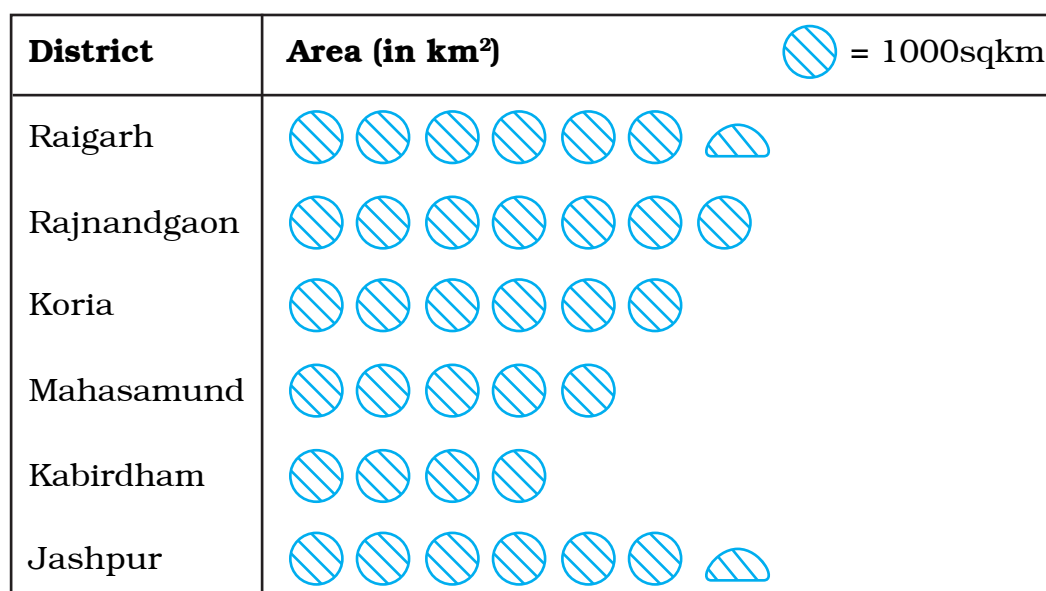 District Area (in km²) = 1000sqkm
Raigarh
Rajnandgaon
Koria
Mahasamund
Kabirdham
Jashpur